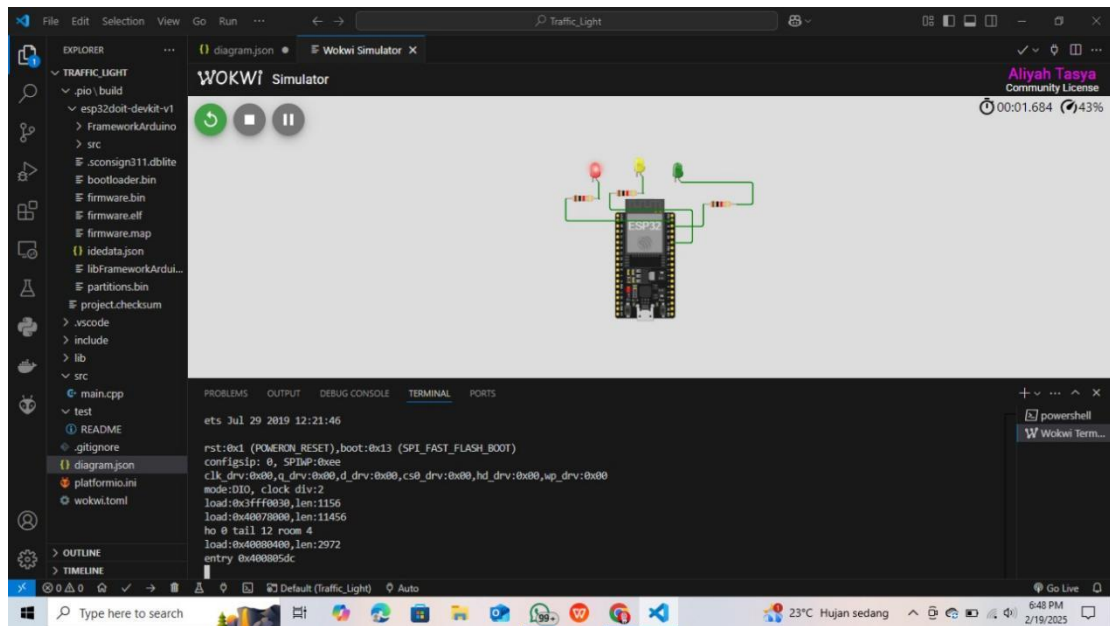 File Edit Selection View Go Run ... Traffic_Light
EXPLORER ...
TRAFFIC_LIGHT
.pio \ build
esp32doit-devkit-v1
FrameworkArduino
src
.sconsign311.dblite
bootloader.bin
firmware.bin
firmware.elf
firmware.map
idedata.json
libFrameworkArdui...
partitions.bin
project.checksum
.vscode
include
lib
src
main.cpp
test
README
.gitignore
diagram.json
platformio.ini
wokwi.toml
OUTLINE
TIMELINE
diagram.json
Wokwi Simulator
WOKWI Simulator
Aliyah Tasya
Community License
00:01.684 43%
ESP32
PROBLEMS OUTPUT DEBUG CONSOLE TERMINAL PORTS
ets Jul 29 2019 12:21:46
rst:0x1 (POWERON_RESET),boot:0x13 (SPI_FAST_FLASH_BOOT)
configsip: 0, SPIWP:0xee
clk_drv:0x00,q_drv:0x00,d_drv:0x00,cs0_drv:0x00,hd_drv:0x00,wp_drv:0x00
mode:DIO, clock div:2
load:0x3fff0030,len:1156
load:0x40078000,len:11456
ho 0 tail 12 room 4
load:0x40080400,len:2972
entry 0x400805dc
powershell
Wokwi Term...
0 0 0 Default (Traffic_Light) Auto Go Live
Type here to search 99+ 23°C Hujan sedang 6:48 PM
2/19/2025